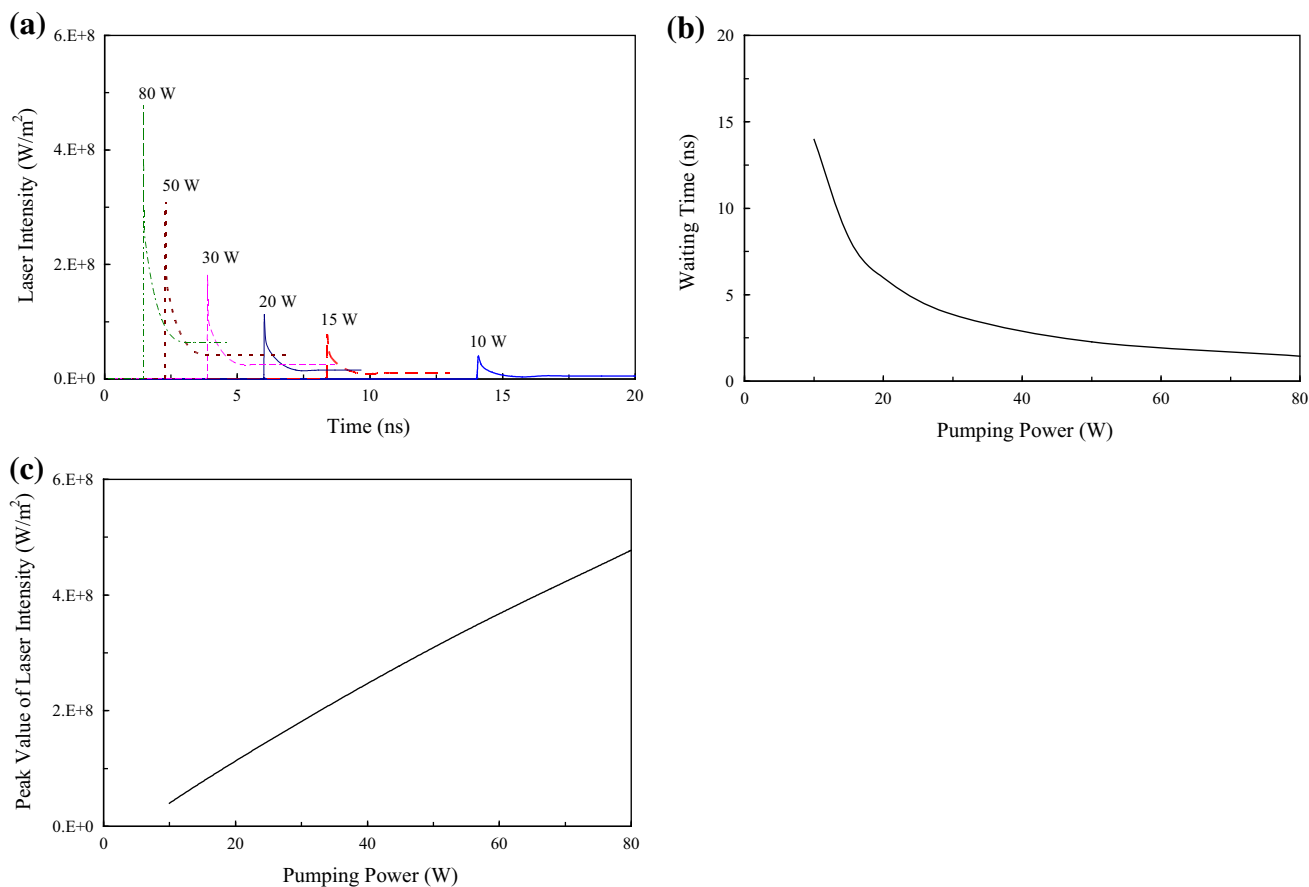 (a)
6.E+8
4.E+8
2.E+8
0.E+0
Laser Intensity (W/m²)
80 W
50 W
30 W
20 W
15 W
10 W
0
5
10
15
20
Time (ns)
(b)
20
15
10
5
0
Waiting Time (ns)
0
20
40
60
80
Pumping Power (W)
(c)
6.E+8
4.E+8
2.E+8
0.E+0
Peak Value of Laser Intensity (W/m²)
0
20
40
60
80
Pumping Power (W)